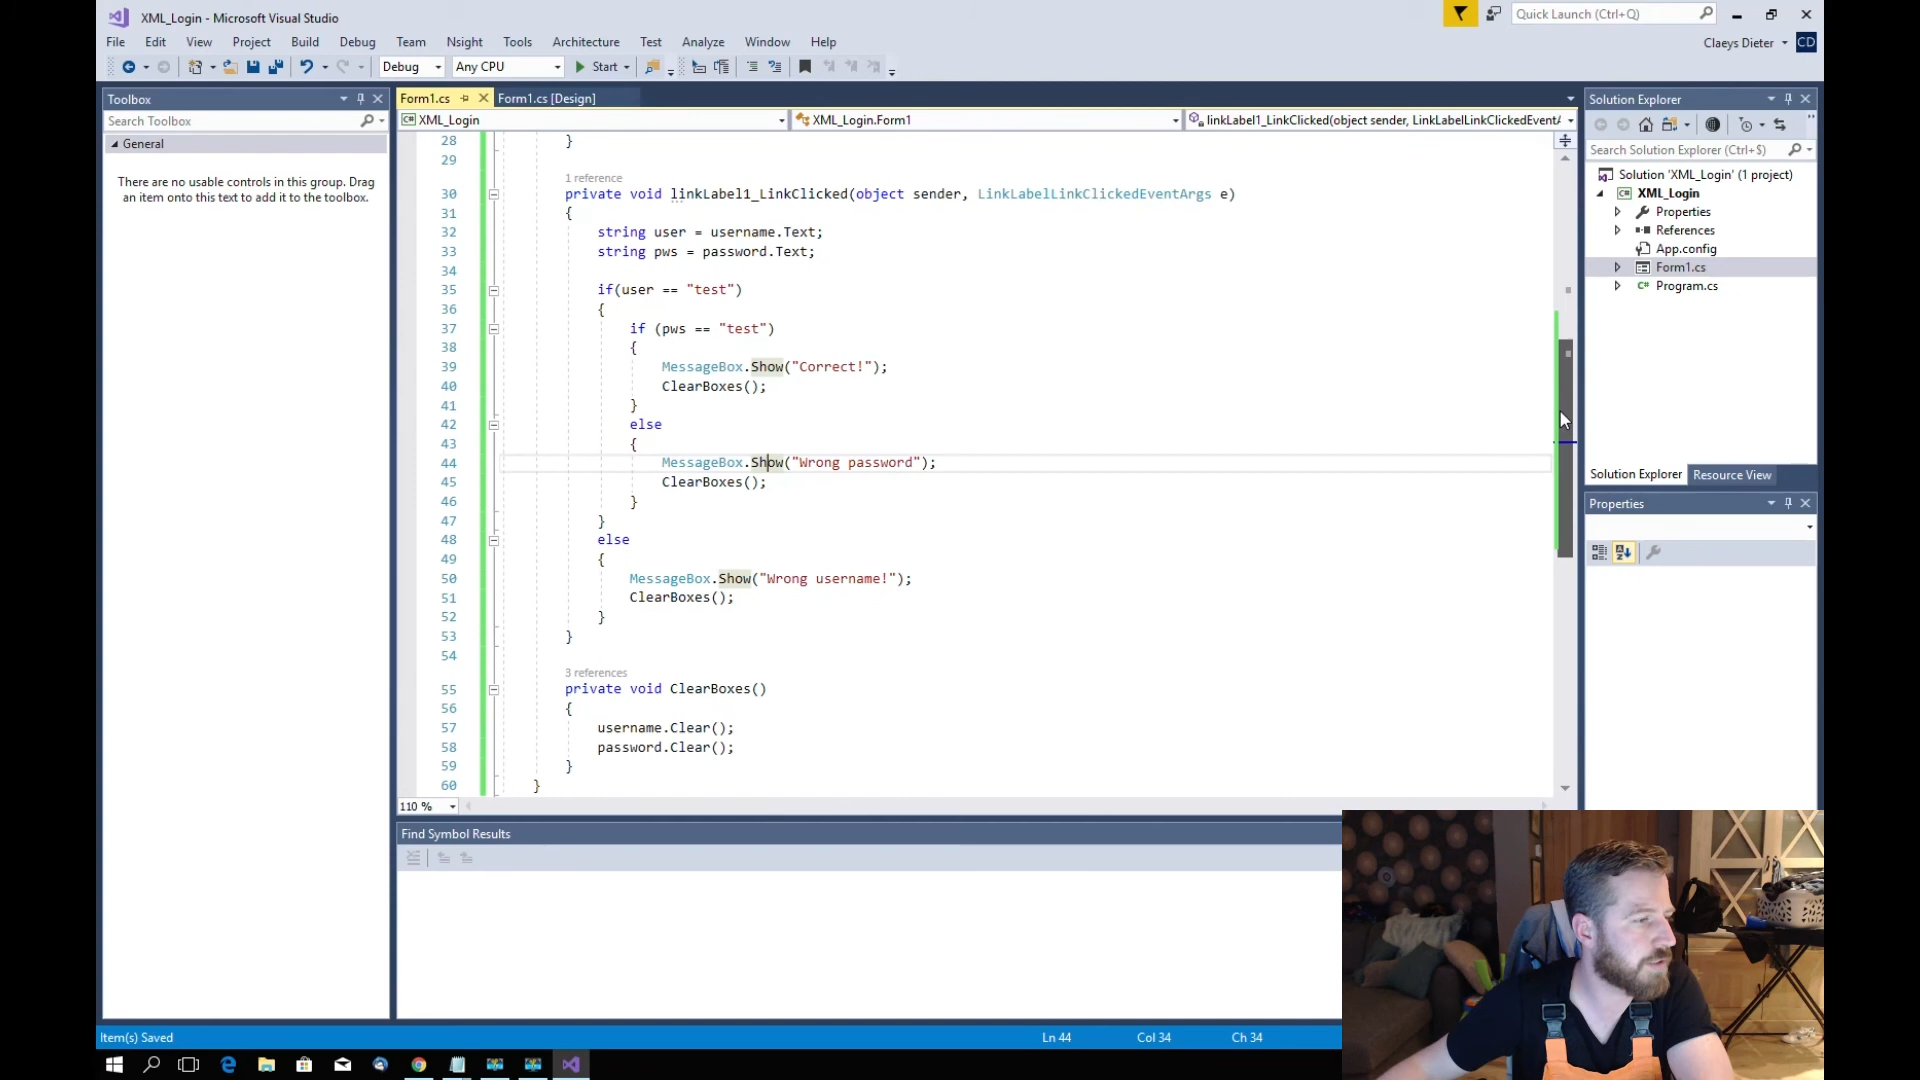 XML_Login - Microsoft Visual Studio
Quick Launch (Ctrl+Q)
File Edit View Project Build Debug Team Nsight Tools Architecture Test Analyze Window Help
Claeys Dieter CD
Debug Any CPU Start
Toolbox
Search Toolbox
General
There are no usable controls in this group. Drag
an item onto this text to add it to the toolbox.
Form1.cs Form1.cs [Design]
XML_Login XML_Login.Form1 linkLabel1_LinkClicked(object sender, LinkLabelLinkClickedEventA
28 }
29
1 reference
30 private void linkLabel1_LinkClicked(object sender, LinkLabelLinkClickedEventArgs e)
31 {
32 string user = username.Text;
33 string pws = password.Text;
34
35 if(user == "test")
36 {
37 if (pws == "test")
38 {
39 MessageBox.Show("Correct!");
40 ClearBoxes();
41 }
42 else
43 {
44 MessageBox.Show("Wrong password");
45 ClearBoxes();
46 }
47 }
48 else
49 {
50 MessageBox.Show("Wrong username!");
51 ClearBoxes();
52 }
53 }
54
3 references
55 private void ClearBoxes()
56 {
57 username.Clear();
58 password.Clear();
59 }
60 }
110 %
Find Symbol Results
Solution Explorer
Search Solution Explorer (Ctrl+$)
Solution 'XML_Login' (1 project)
XML_Login
Properties
References
App.config
Form1.cs
C# Program.cs
Solution Explorer Resource View
Properties
Item(s) Saved Ln 44 Col 34 Ch 34